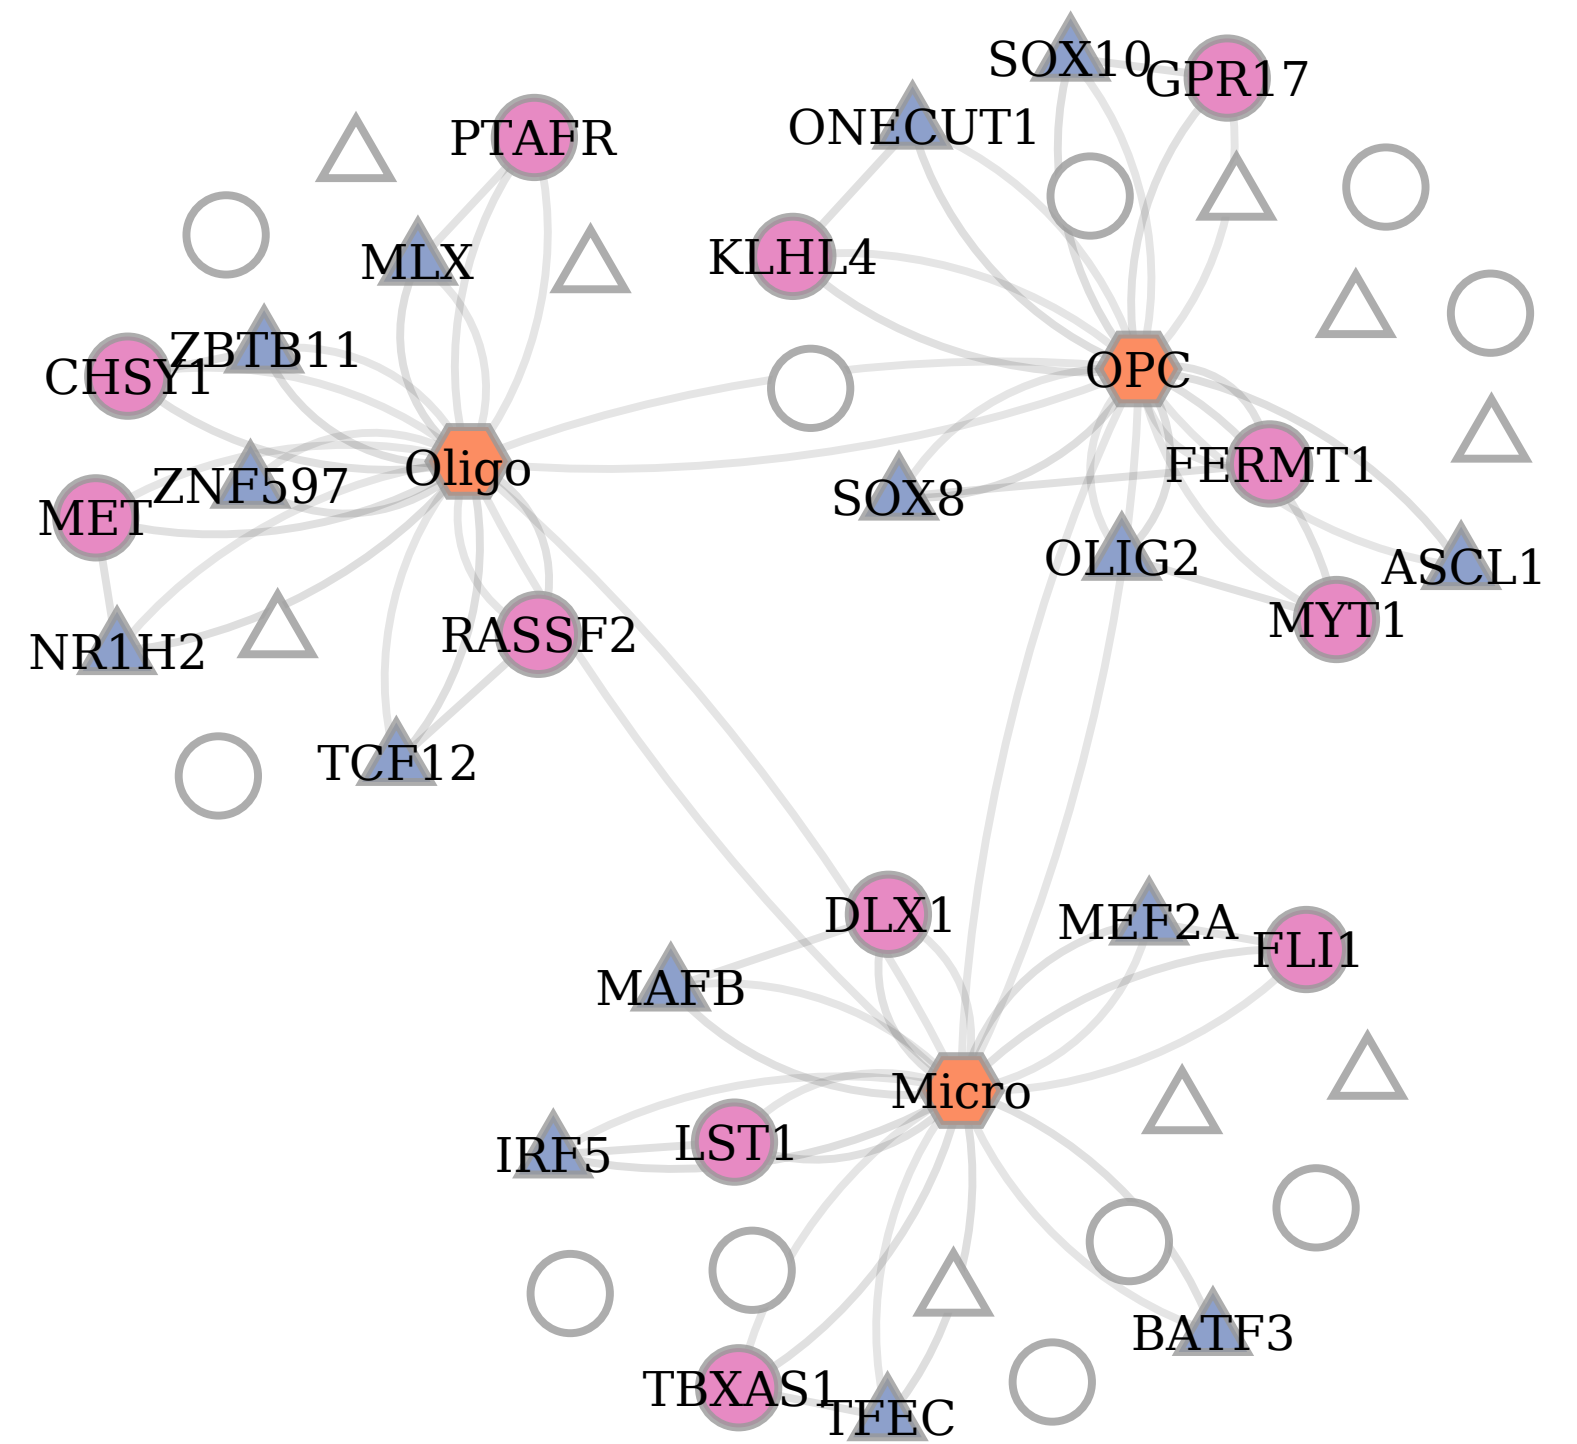 SOX10
GPR17
ONECUT1
PTAFR
KLHL4
MLX
ZBTB11
CHSY1
OPC
Oligo
FERMT1
ZNF597
SOX8
MET
OLIG2
ASCL1
MYT1
RASSF2
NR1H2
TCF12
DLX1
MEF2A
FLI1
MAFB
Micro
LST1
IRF5
BATF3
TBXAS1
TFEC